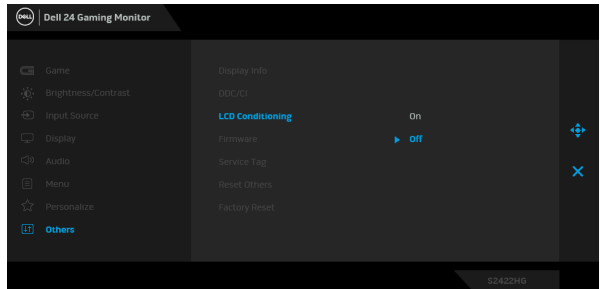 DELL Dell 24 Gaming Monitor
Game
Display Info
Brightness/Contrast
DDC/CI
Input Source
LCD Conditioning On
Display
Firmware Off
Audio
Service Tag
Menu
Reset Others
Personalize
Factory Reset
Others
S2422HG